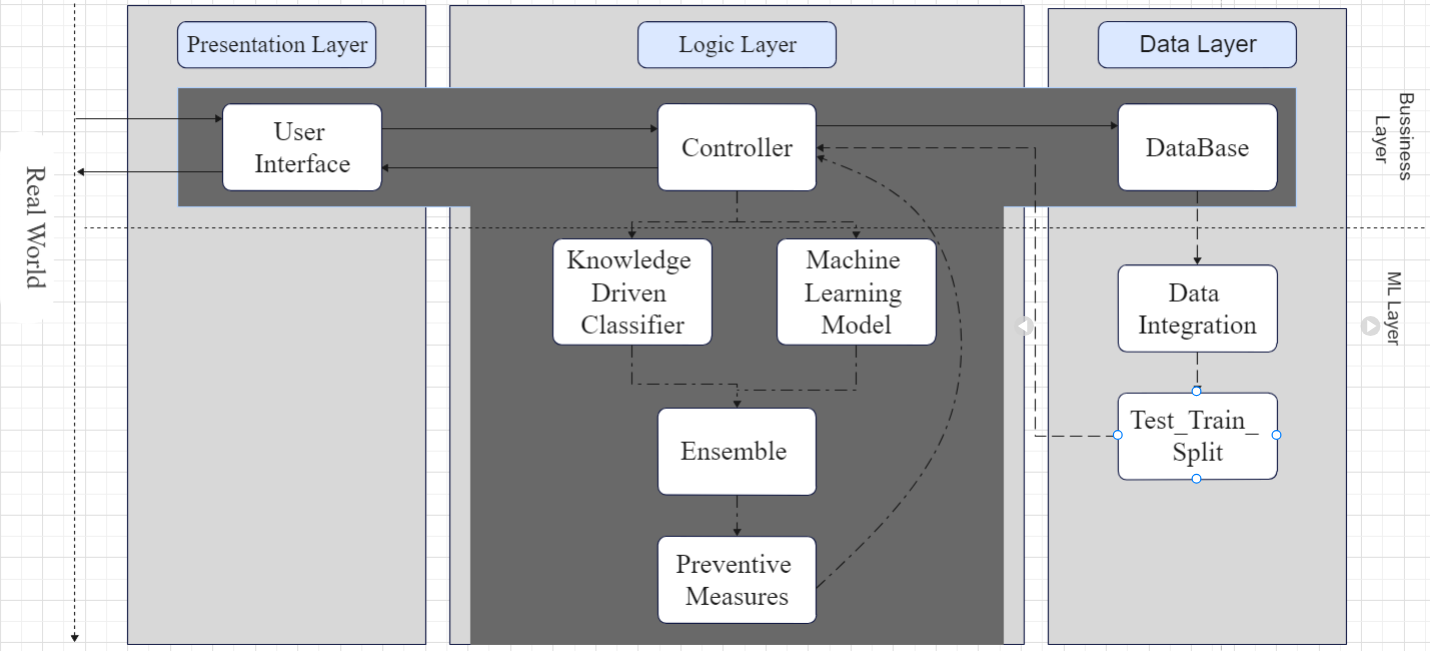 Presentation Layer
Logic Layer
Data Layer
User
Interface
Controller
DataBase
Bussiness
Layer
Real World
Knowledge
Driven
Classifier
Machine
Learning
Model
Data
Integration
ML Layer
Test_Train_
Split
Ensemble
Preventive
Measures